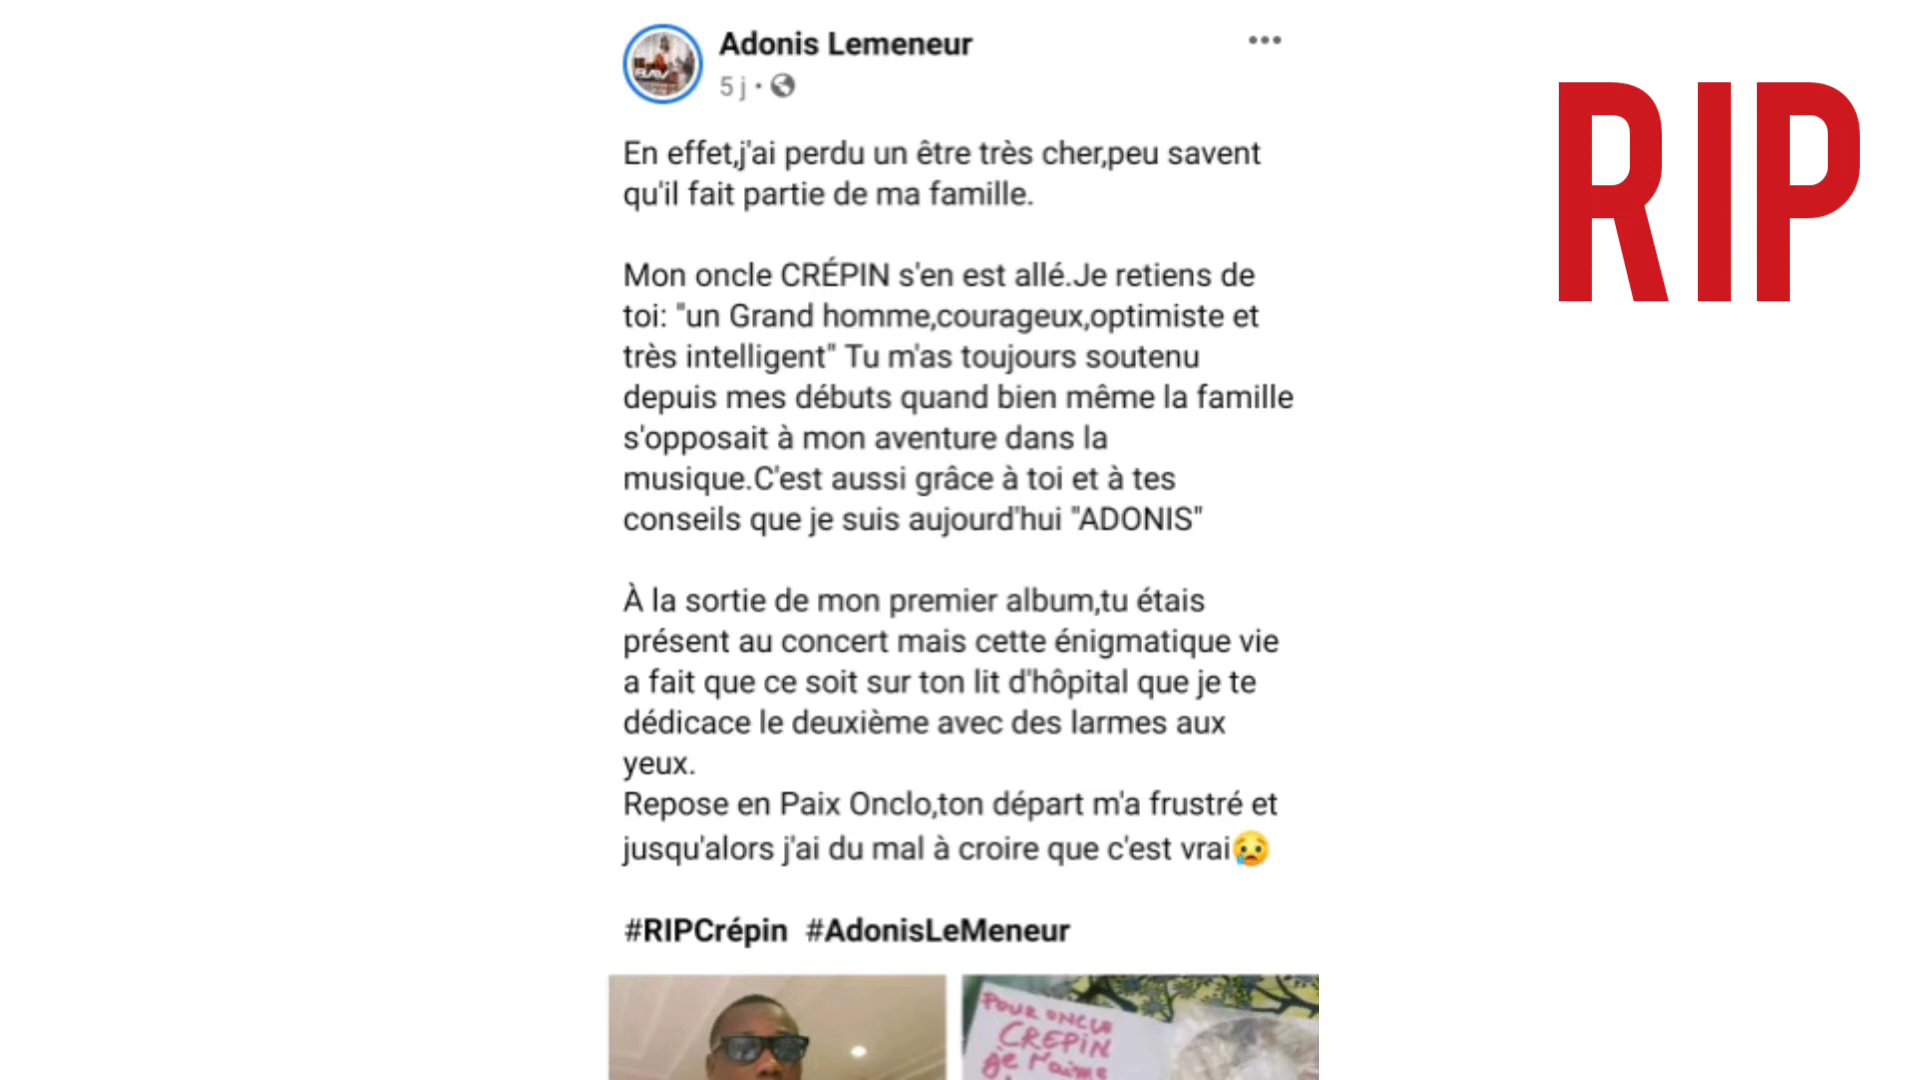 Adonis Lemeneur
5 j
RIP
En effet,j'ai perdu un être très cher,peu savent
qu'il fait partie de ma famille.
Mon oncle CRÉPIN s'en est allé.Je retiens de
toi: "un Grand homme,courageux,optimiste et
très intelligent" Tu m'as toujours soutenu
depuis mes débuts quand bien même la famille
s'opposait à mon aventure dans la
musique.C'est aussi grâce à toi et à tes
conseils que je suis aujourd'hui "ADONIS"
À la sortie de mon premier album,tu étais
présent au concert mais cette énigmatique vie
a fait que ce soit sur ton lit d'hôpital que je te
dédicace le deuxième avec des larmes aux
yeux.
Repose en Paix Onclo,ton départ m'a frustré et
jusqu'alors j'ai du mal à croire que c'est vrai😢
#RIPCrépin #AdonisLeMeneur
POUR ONCLE
CREPIN
je t'aime